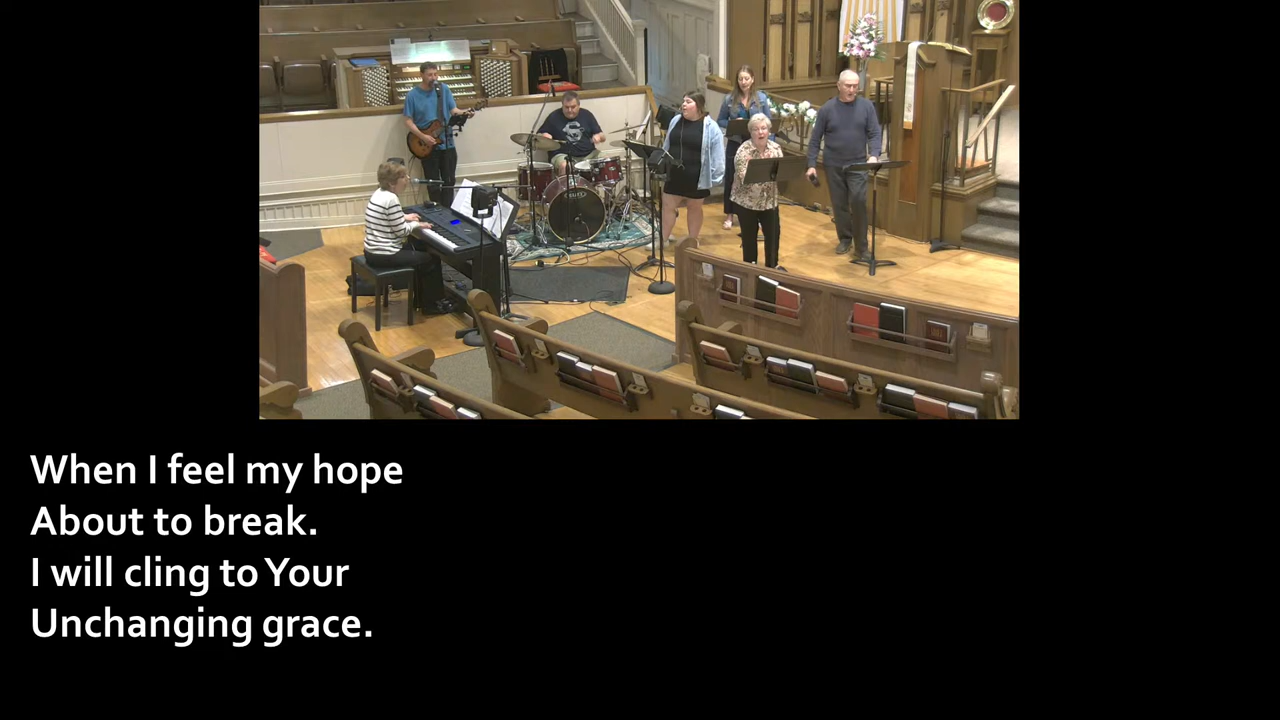 When I feel my hope
About to break.
I will cling to Your
Unchanging grace.